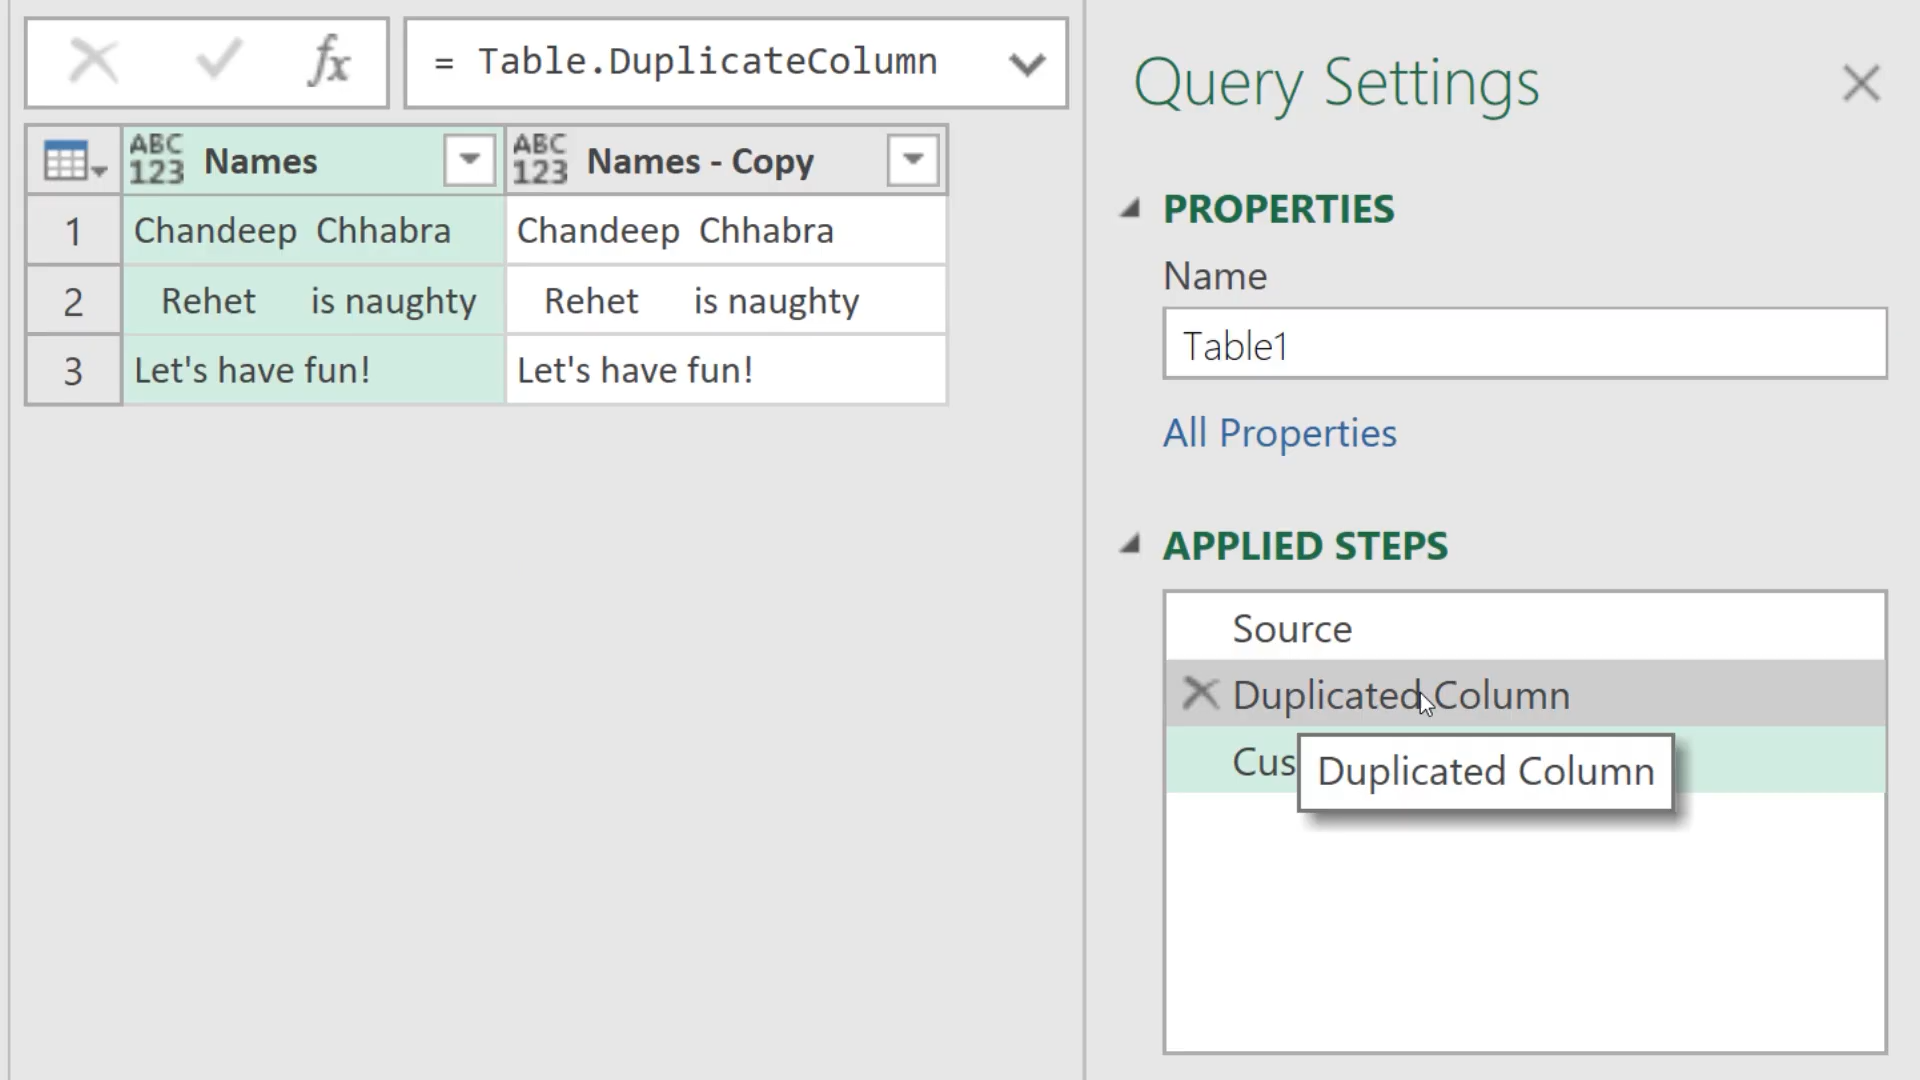 fx
= Table.DuplicateColumn
ABC
123 Names
ABC
123 Names - Copy
1 Chandeep  Chhabra Chandeep  Chhabra
2 Rehet      is naughty Rehet      is naughty
3 Let's have fun! Let's have fun!
Query Settings
PROPERTIES
Name
Table1
All Properties
APPLIED STEPS
Source
Duplicated Column
Cus
Duplicated Column